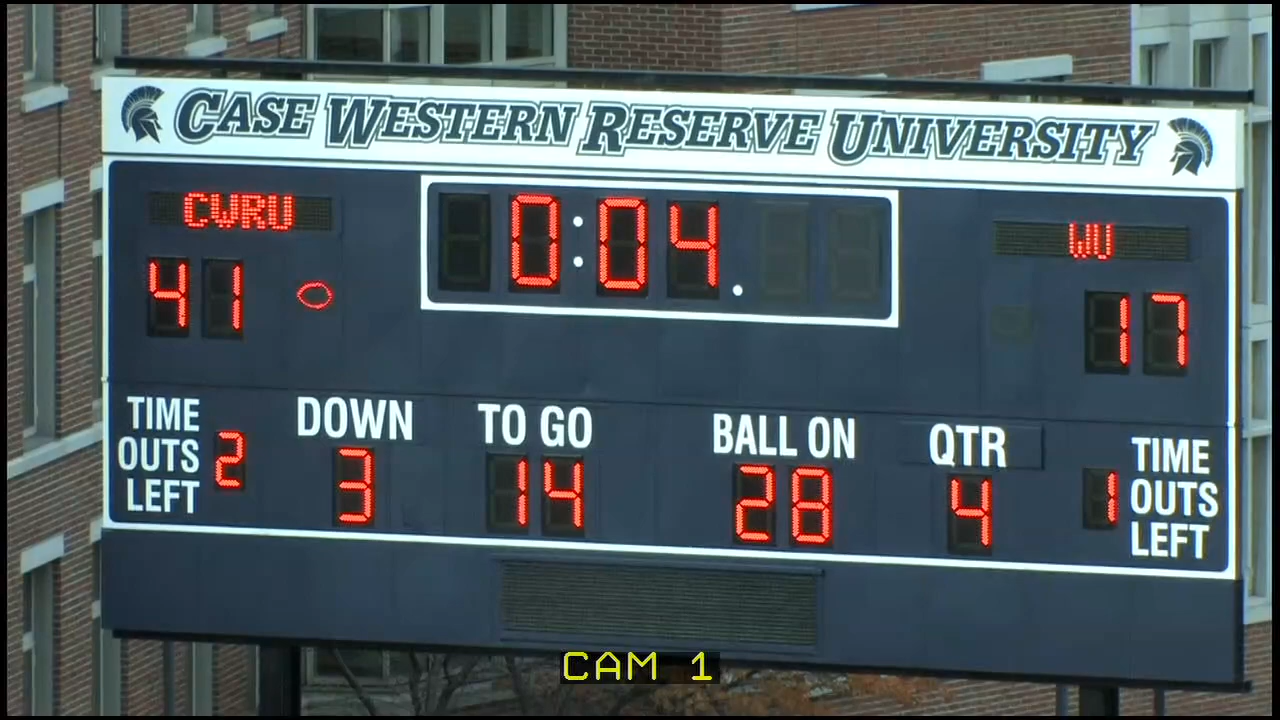 CASE WESTERN RESERVE UNIVERSITY
CWRU
0:04.
WU
41
17
TIME OUTS LEFT 2
DOWN 3
TO GO 14
BALL ON 28
QTR 4
1 TIME OUTS LEFT
CAM 1